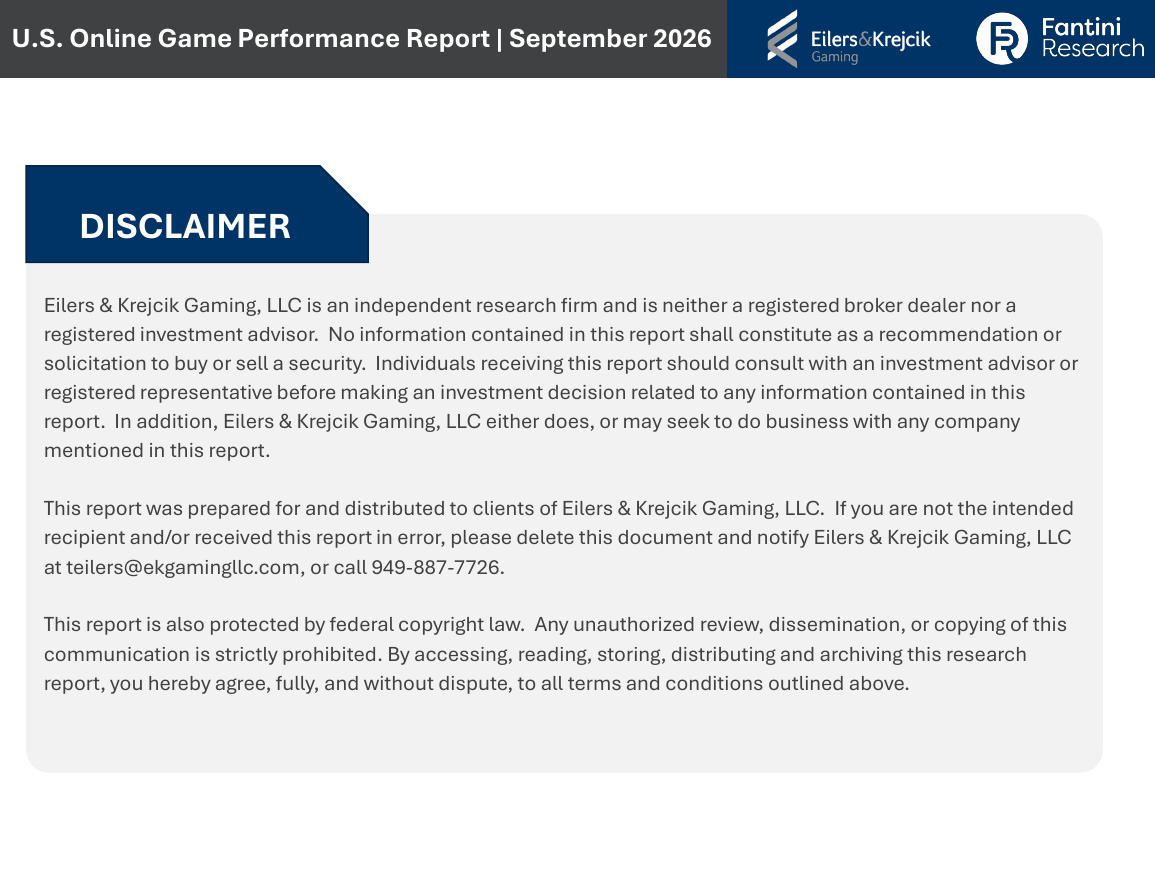 U.S. Online Game Performance Report | September 2026
Eilers&Krejcik
Gaming
Fantini
Research
DISCLAIMER
Eilers & Krejcik Gaming, LLC is an independent research firm and is neither a registered broker dealer nor a
registered investment advisor.  No information contained in this report shall constitute as a recommendation or
solicitation to buy or sell a security.  Individuals receiving this report should consult with an investment advisor or
registered representative before making an investment decision related to any information contained in this
report.  In addition, Eilers & Krejcik Gaming, LLC either does, or may seek to do business with any company
mentioned in this report.
This report was prepared for and distributed to clients of Eilers & Krejcik Gaming, LLC.  If you are not the intended
recipient and/or received this report in error, please delete this document and notify Eilers & Krejcik Gaming, LLC
at teilers@ekgamingllc.com, or call 949-887-7726.
This report is also protected by federal copyright law.  Any unauthorized review, dissemination, or copying of this
communication is strictly prohibited. By accessing, reading, storing, distributing and archiving this research
report, you hereby agree, fully, and without dispute, to all terms and conditions outlined above.